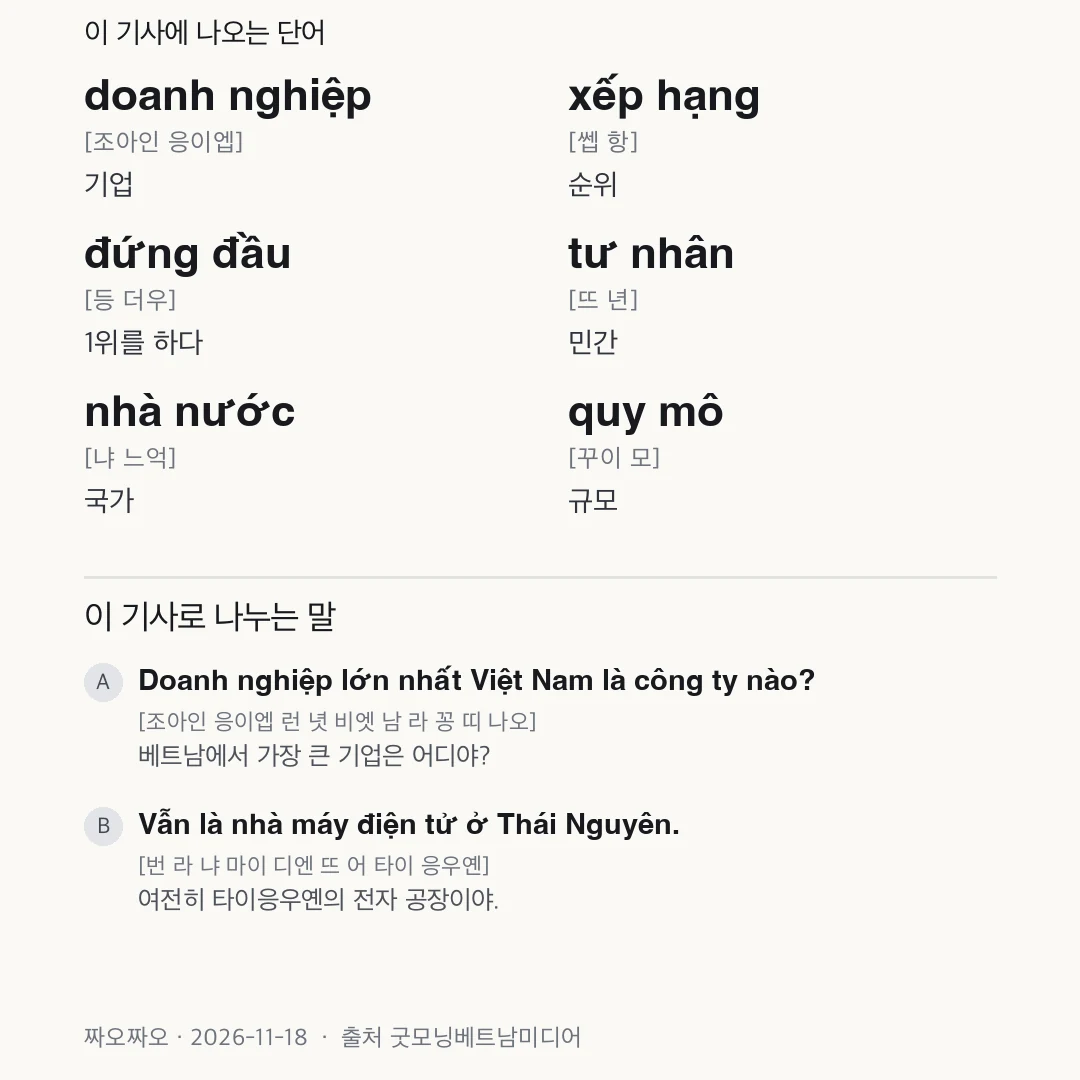 이 기사에 나오는 단어
doanh nghiệp
[조아인 응이엡]
기업
xếp hạng
[쎕 항]
순위
đứng đầu
[등 더우]
1위를 하다
tư nhân
[뜨 년]
민간
nhà nước
[냐 느억]
국가
quy mô
[꾸이 모]
규모
이 기사로 나누는 말
A Doanh nghiệp lớn nhất Việt Nam là công ty nào?
[조아인 응이엡 런 녓 비엣 남 라 꽁 띠 나오]
베트남에서 가장 큰 기업은 어디야?
B Vẫn là nhà máy điện tử ở Thái Nguyên.
[번 라 냐 마이 디엔 뜨 어 타이 응우옌]
여전히 타이응우옌의 전자 공장이야.
짜오짜오 · 2026-11-18 · 출처 굿모닝베트남미디어